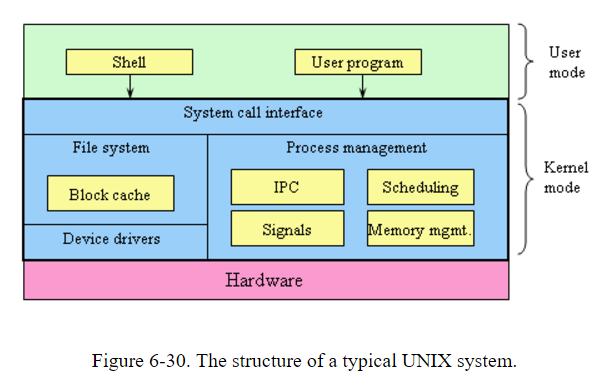 Shell
User program
User
mode
System call interface
File system
Process management
Block cache
IPC
Scheduling
Kernel
mode
Device drivers
Signals
Memory mgmt.
Hardware
Figure 6-30. The structure of a typical UNIX system.